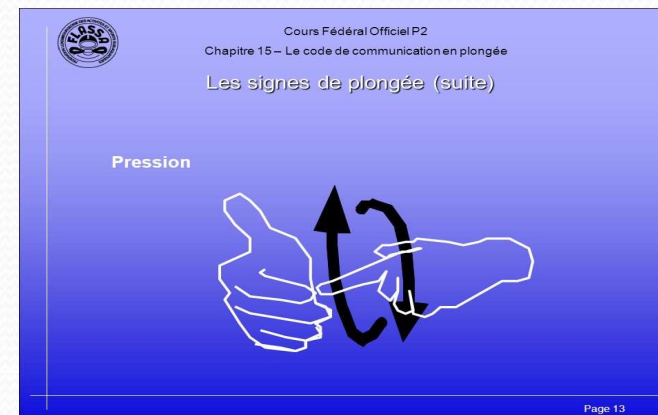 FLASSA
Cours Fédéral Officiel P2
Chapitre 15 – Le code de communication en plongée
Les signes de plongée (suite)
Pression
Page 13